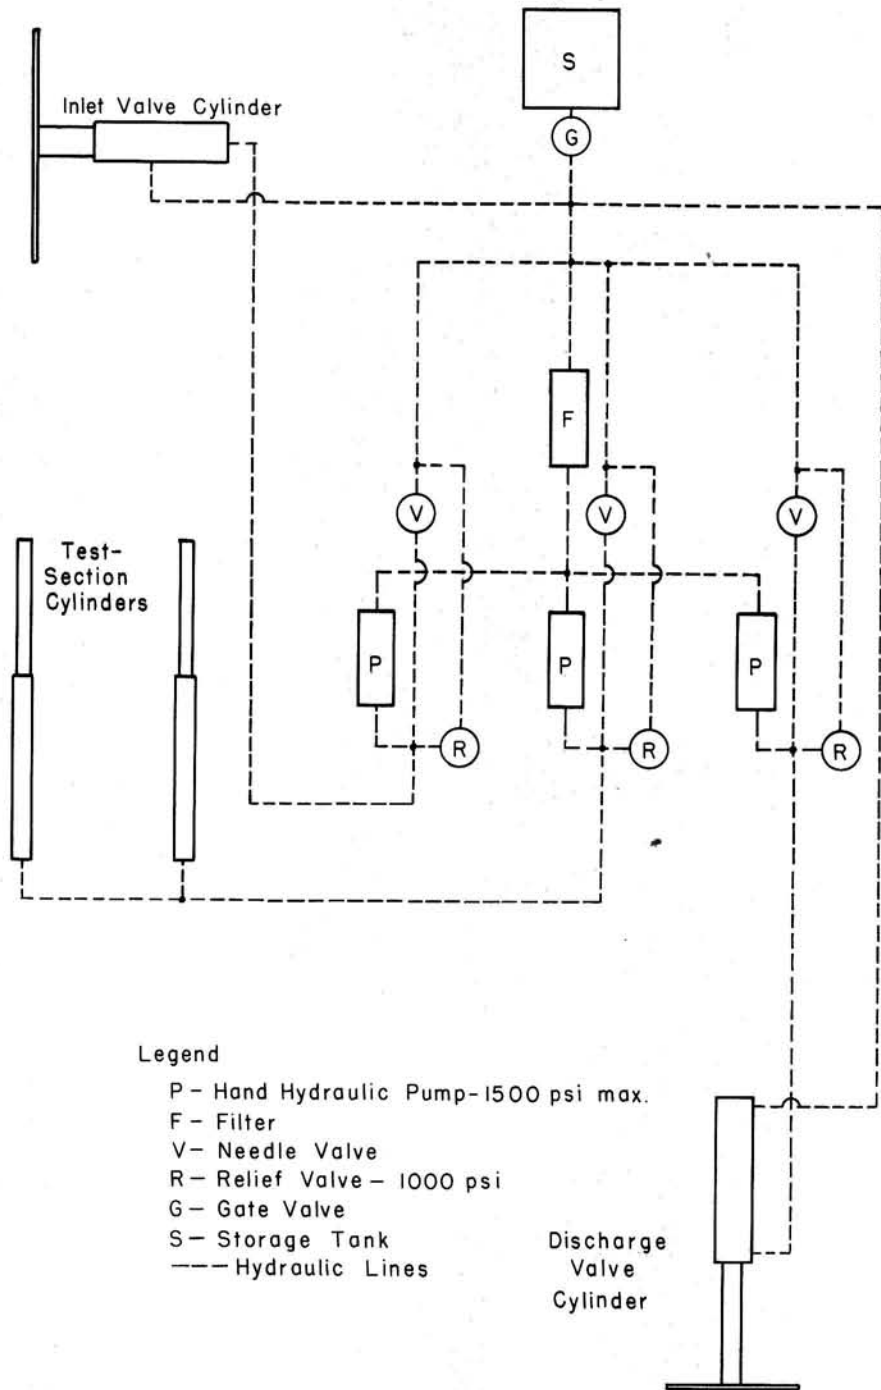 S
Inlet Valve Cylinder
G
F
V
V
V
Test-
Section
Cylinders
P
P
P
R
R
R
Legend
P - Hand Hydraulic Pump-1500 psi max.
F - Filter
V - Needle Valve
R - Relief Valve - 1000 psi
G - Gate Valve
S - Storage Tank
--- Hydraulic Lines
Discharge
Valve
Cylinder